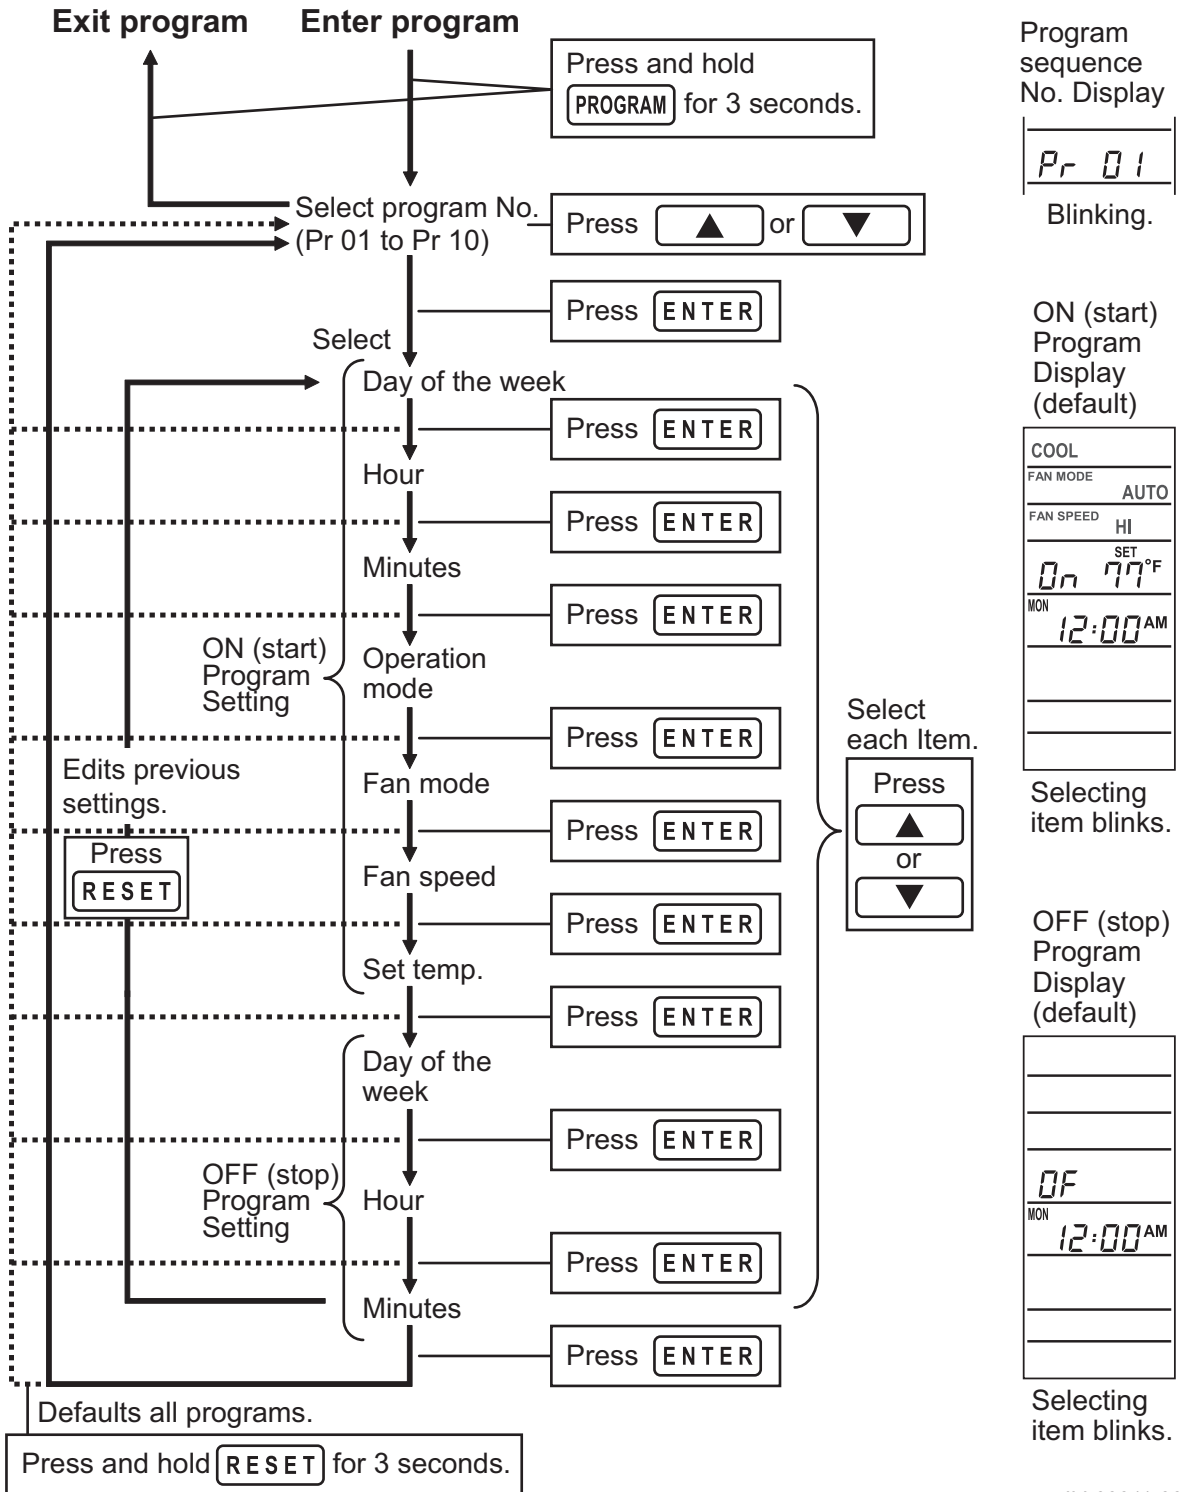 Exit program
Enter program
Press and hold
PROGRAM for 3 seconds.
Select program No.
(Pr 01 to Pr 10)
Press ▲ or ▼
Press ENTER
Select
Day of the week
Press ENTER
Hour
Press ENTER
Minutes
Press ENTER
ON (start)
Program
Setting
Operation
mode
Press ENTER
Fan mode
Press ENTER
Fan speed
Press ENTER
Set temp.
Press ENTER
Edits previous
settings.
Press
RESET
Day of the
week
Press ENTER
OFF (stop)
Program
Setting
Hour
Press ENTER
Minutes
Press ENTER
Defaults all programs.
Press and hold RESET for 3 seconds.
Select
each Item.
Press
▲
or
▼
Program
sequence
No. Display
Pr 01
Blinking.
ON (start)
Program
Display
(default)
COOL
FAN MODE
AUTO
FAN SPEED
HI
SET
On 77°F
MON
12:00 AM
Selecting
item blinks.
OFF (stop)
Program
Display
(default)
OF
MON
12:00 AM
Selecting
item blinks.